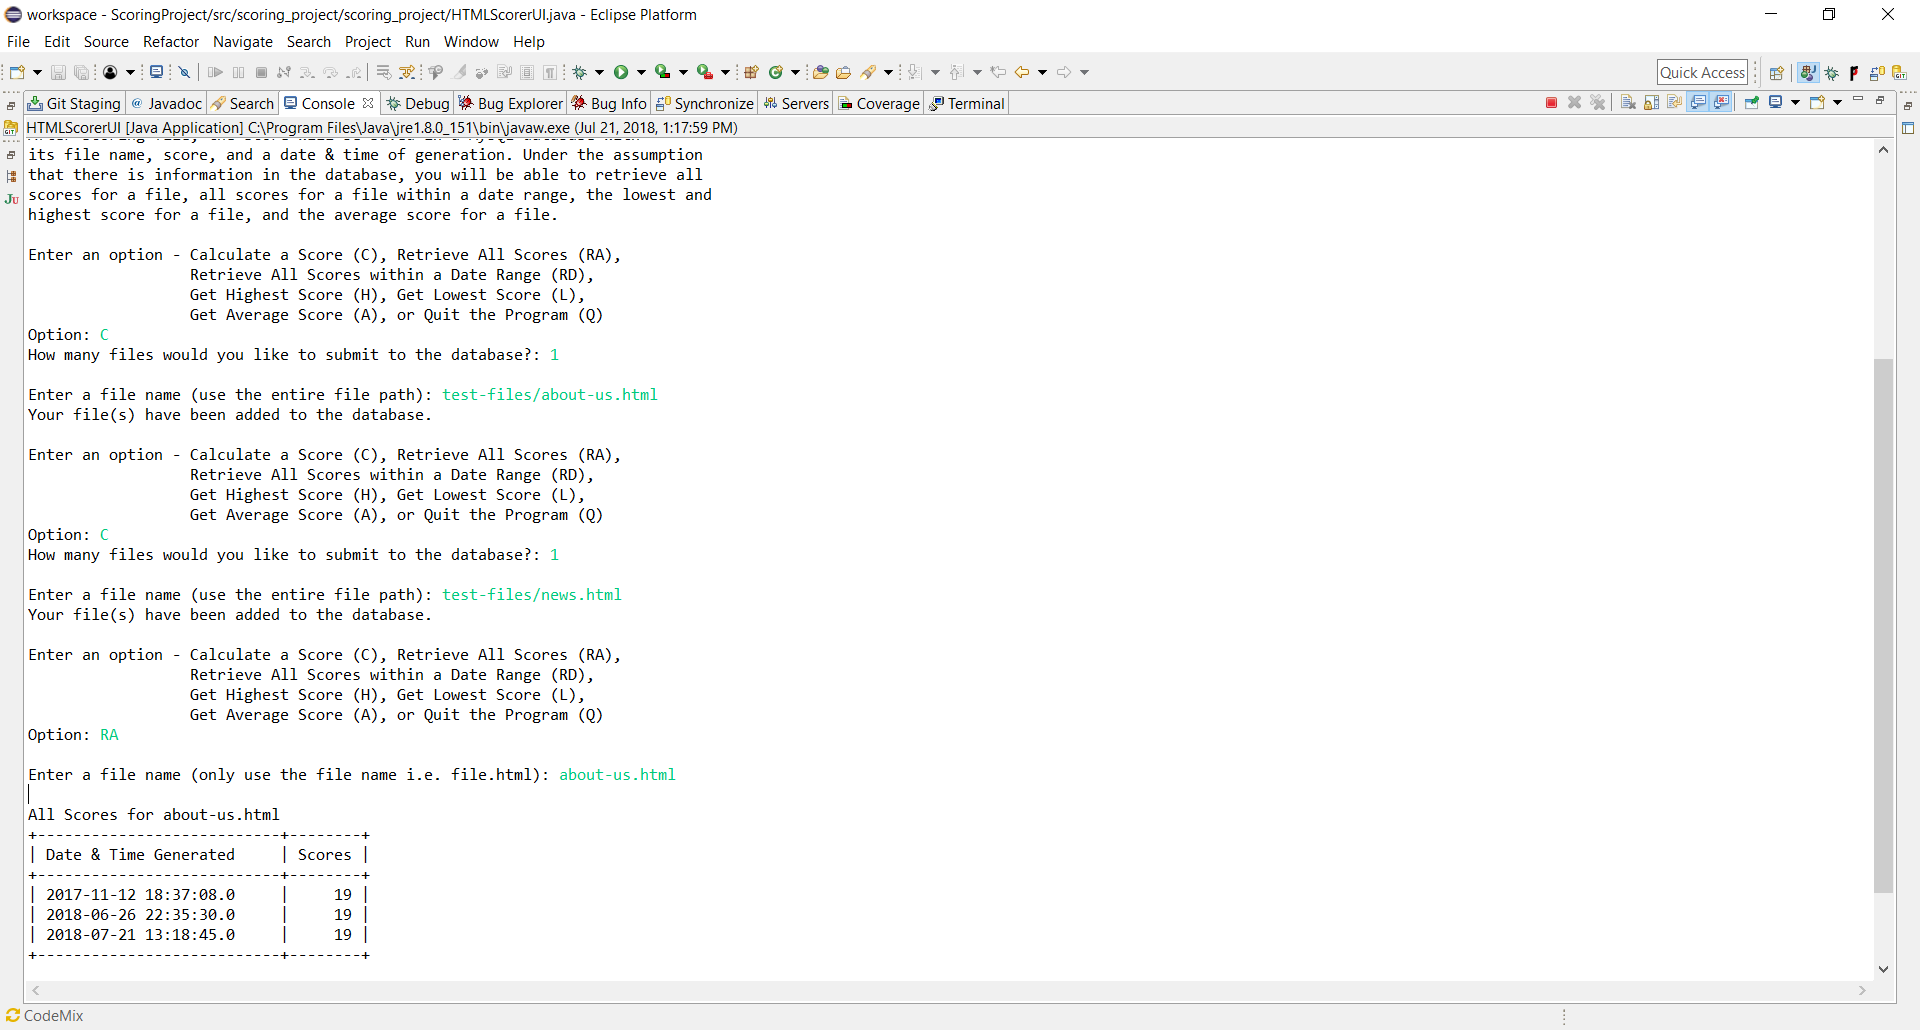 workspace - ScoringProject/src/scoring_project/scoring_project/HTMLScorerUI.java - Eclipse Platform
File Edit Source Refactor Navigate Search Project Run Window Help
Quick Access
Git Staging @ Javadoc Search Console Debug Bug Explorer Bug Info Synchronize Servers Coverage Terminal
HTMLScorerUI [Java Application] C:\Program Files\Java\jre1.8.0_151\bin\javaw.exe (Jul 21, 2018, 1:17:59 PM)
its file name, score, and a date & time of generation. Under the assumption
that there is information in the database, you will be able to retrieve all
scores for a file, all scores for a file within a date range, the lowest and
highest score for a file, and the average score for a file.
Enter an option - Calculate a Score (C), Retrieve All Scores (RA),
Retrieve All Scores within a Date Range (RD),
Get Highest Score (H), Get Lowest Score (L),
Get Average Score (A), or Quit the Program (Q)
Option: C
How many files would you like to submit to the database?: 1
Enter a file name (use the entire file path): test-files/about-us.html
Your file(s) have been added to the database.
Enter an option - Calculate a Score (C), Retrieve All Scores (RA),
Retrieve All Scores within a Date Range (RD),
Get Highest Score (H), Get Lowest Score (L),
Get Average Score (A), or Quit the Program (Q)
Option: C
How many files would you like to submit to the database?: 1
Enter a file name (use the entire file path): test-files/news.html
Your file(s) have been added to the database.
Enter an option - Calculate a Score (C), Retrieve All Scores (RA),
Retrieve All Scores within a Date Range (RD),
Get Highest Score (H), Get Lowest Score (L),
Get Average Score (A), or Quit the Program (Q)
Option: RA
Enter a file name (only use the file name i.e. file.html): about-us.html
All Scores for about-us.html
+---------------------------+--------+
| Date & Time Generated     | Scores |
+---------------------------+--------+
| 2017-11-12 18:37:08.0     |     19 |
| 2018-06-26 22:35:30.0     |     19 |
| 2018-07-21 13:18:45.0     |     19 |
+---------------------------+--------+
CodeMix